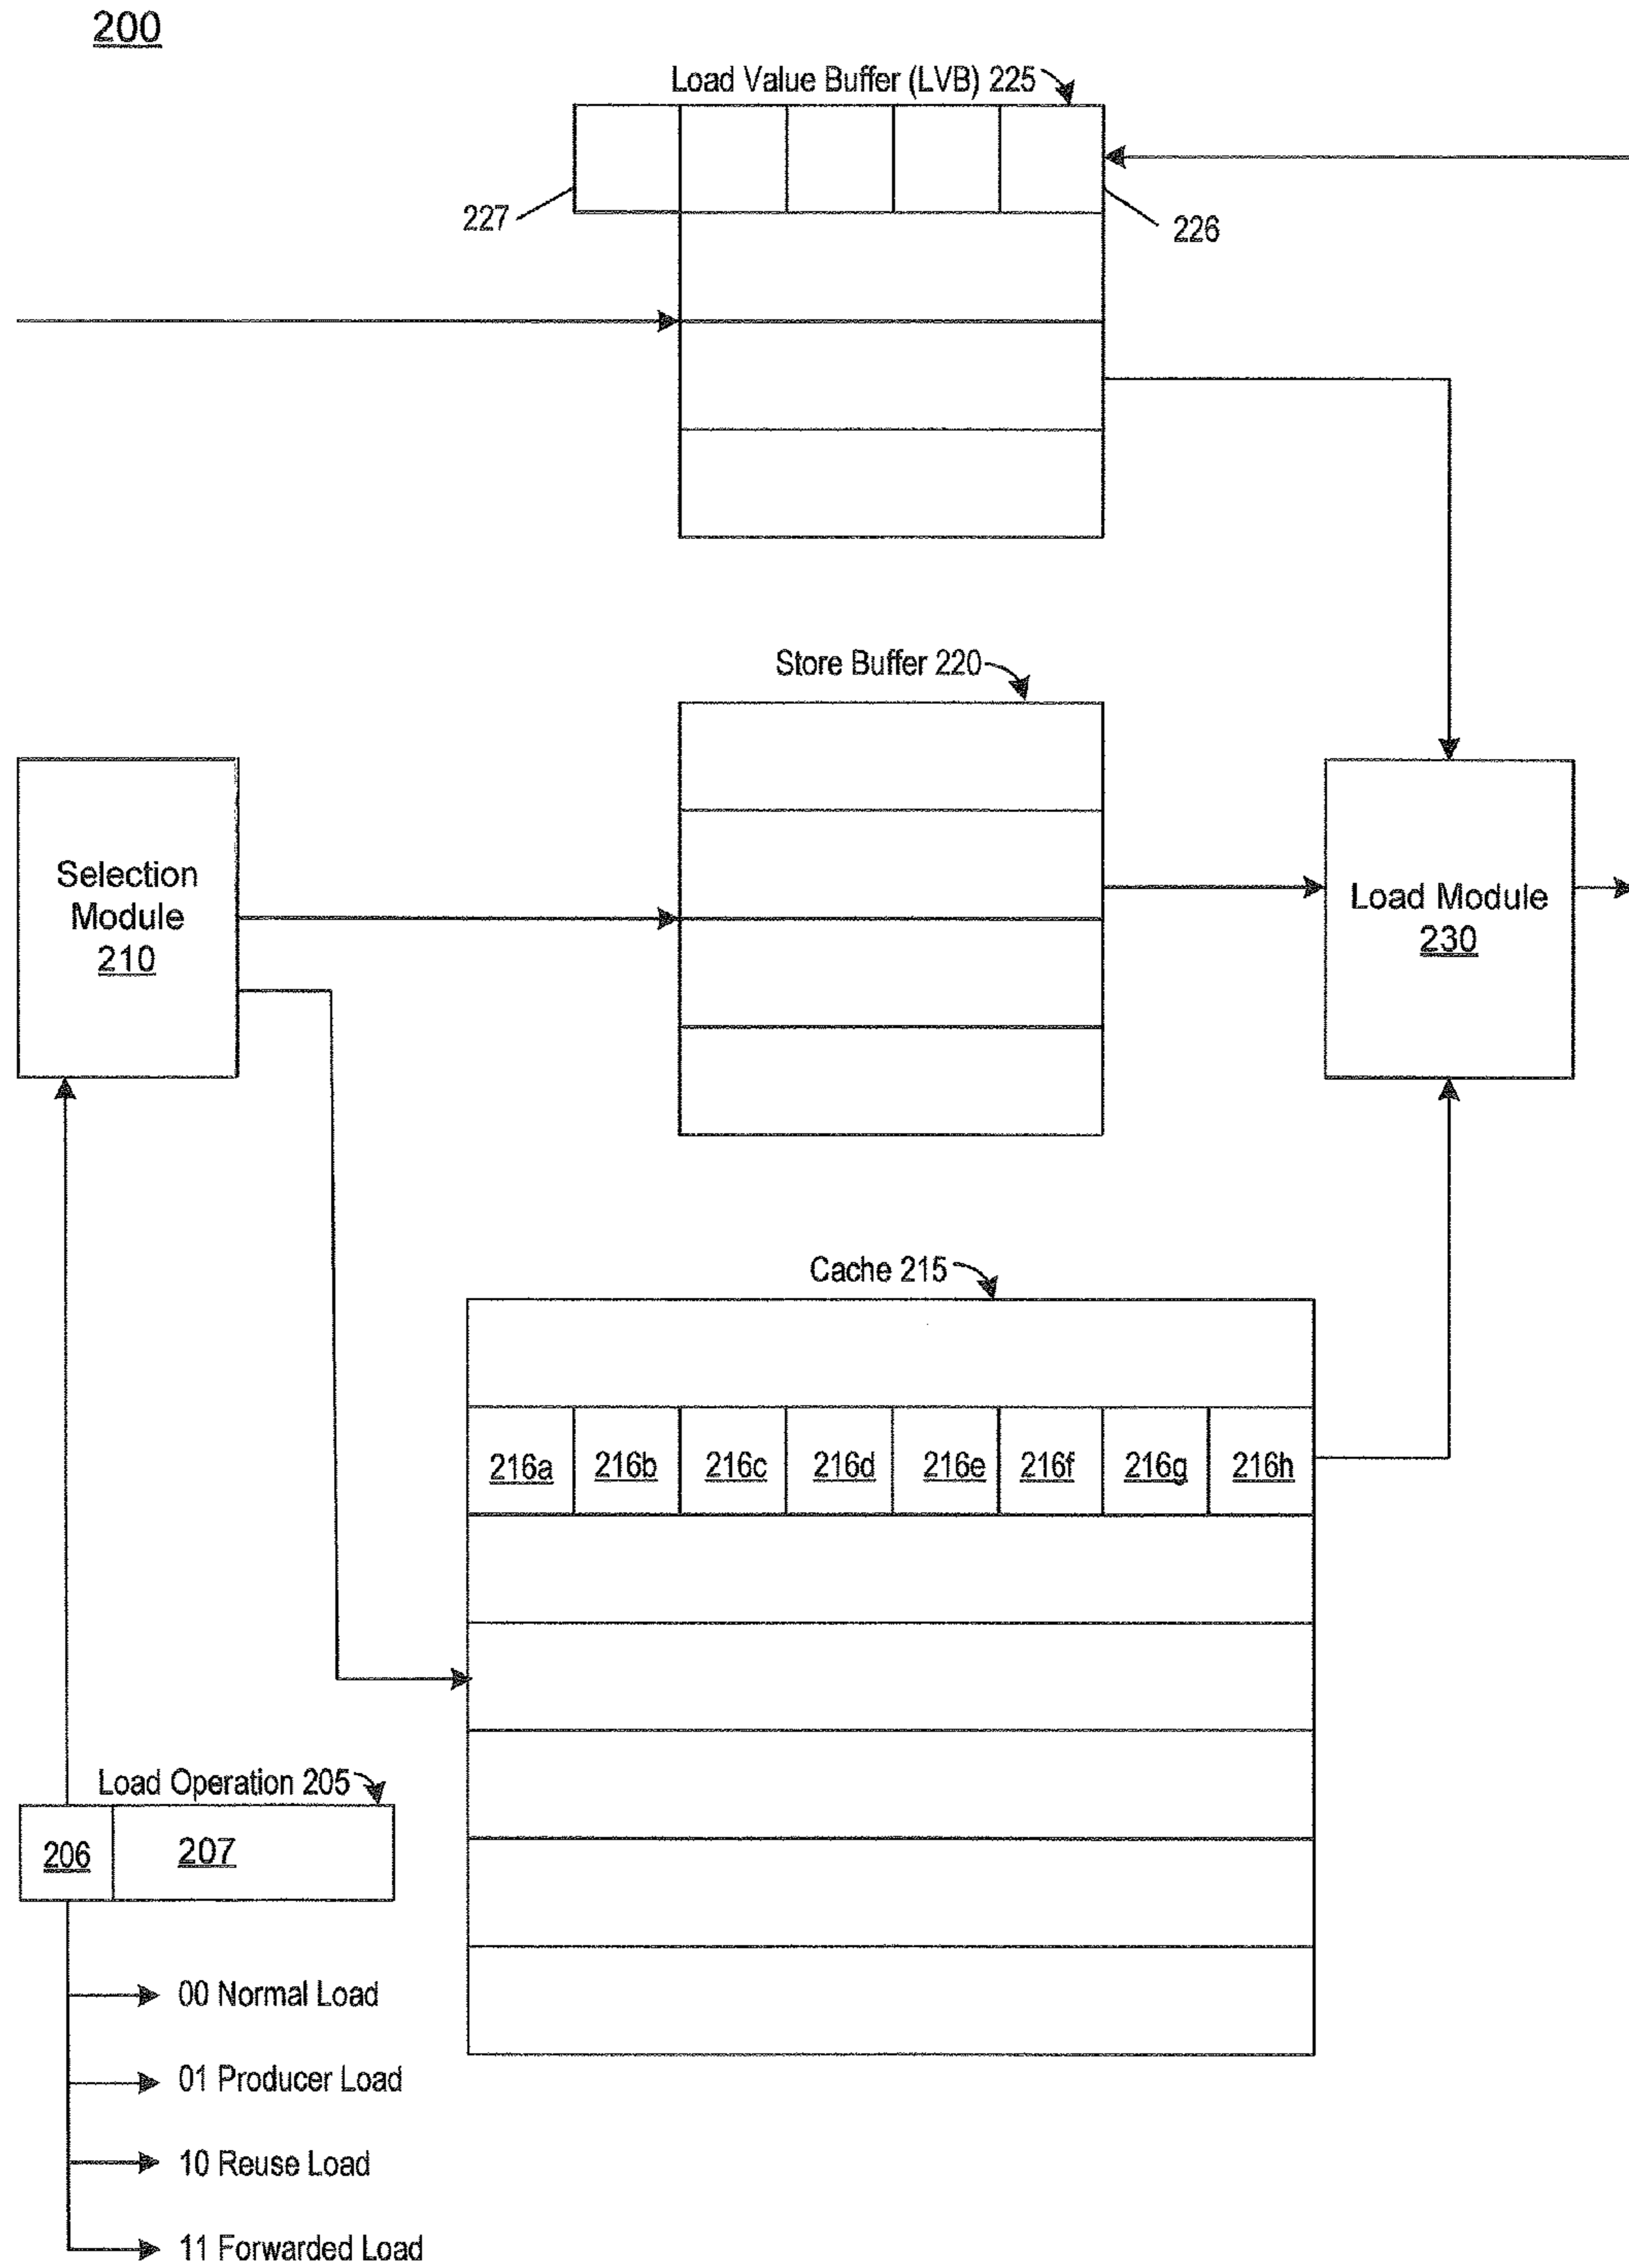 200
Load Value Buffer (LVB) 225
227
226
Store Buffer 220
Selection
Module
210
Load Module
230
Cache 215
216a 216b 216c 216d 216e 216f 216g 216h
Load Operation 205
206 207
00 Normal Load
01 Producer Load
10 Reuse Load
11 Forwarded Load